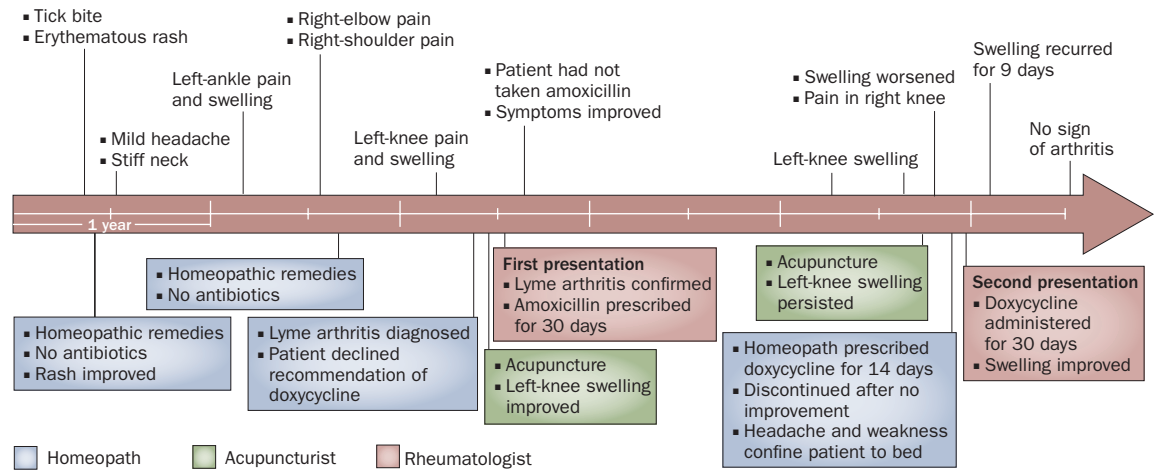 ▪ Tick bite
▪ Erythematous rash
▪ Mild headache
▪ Stiff neck
Left-ankle pain
and swelling
▪ Right-elbow pain
▪ Right-shoulder pain
Left-knee pain
and swelling
▪ Patient had not
taken amoxicillin
▪ Symptoms improved
Left-knee swelling
▪ Swelling worsened
▪ Pain in right knee
Swelling recurred
for 9 days
No sign
of arthritis
1 year
▪ Homeopathic remedies
▪ No antibiotics
▪ Rash improved
▪ Homeopathic remedies
▪ No antibiotics
▪ Lyme arthritis diagnosed
▪ Patient declined
recommendation of
doxycycline
First presentation
▪ Lyme arthritis confirmed
▪ Amoxicillin prescribed
for 30 days
▪ Acupuncture
▪ Left-knee swelling
improved
▪ Acupuncture
▪ Left-knee swelling
persisted
▪ Homeopath prescribed
doxycycline for 14 days
▪ Discontinued after no
improvement
▪ Headache and weakness
confine patient to bed
Second presentation
▪ Doxycycline
administered
for 30 days
▪ Swelling improved
Homeopath
Acupuncturist
Rheumatologist